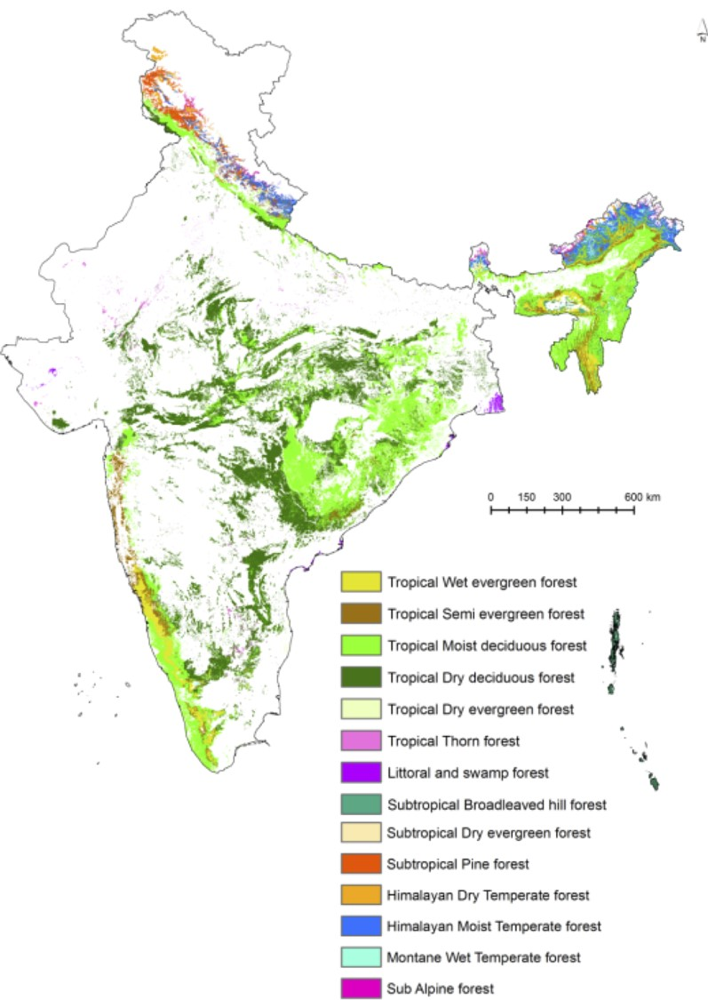 N
0 150 300 600 km
Tropical Wet evergreen forest
Tropical Semi evergreen forest
Tropical Moist deciduous forest
Tropical Dry deciduous forest
Tropical Dry evergreen forest
Tropical Thorn forest
Littoral and swamp forest
Subtropical Broadleaved hill forest
Subtropical Dry evergreen forest
Subtropical Pine forest
Himalayan Dry Temperate forest
Himalayan Moist Temperate forest
Montane Wet Temperate forest
Sub Alpine forest